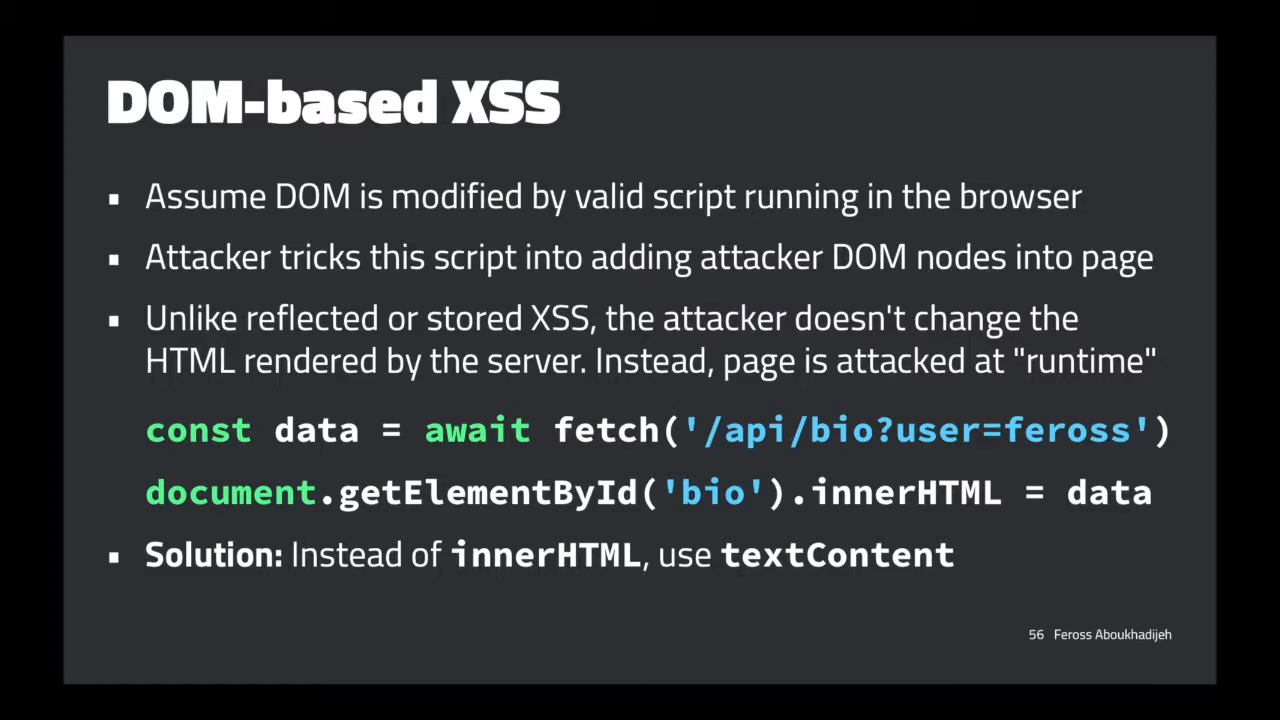 DOM-based XSS
▪ Assume DOM is modified by valid script running in the browser
▪ Attacker tricks this script into adding attacker DOM nodes into page
▪ Unlike reflected or stored XSS, the attacker doesn't change the
HTML rendered by the server. Instead, page is attacked at "runtime"
const data = await fetch('/api/bio?user=feross')
document.getElementById('bio').innerHTML = data
▪ Solution: Instead of innerHTML, use textContent
56 Feross Aboukhadijeh